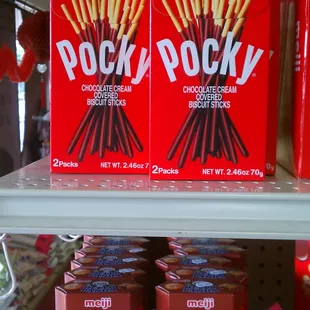 Pocky
CHOCOLATE CREAM
COVERED
BISCUIT STICKS
2Packs
NET WT. 2.46oz 7
Pocky
CHOCOLATE CREAM
COVERED
BISCUIT STICKS
2Packs
NET WT. 2.46oz 70g
meiji
meiji